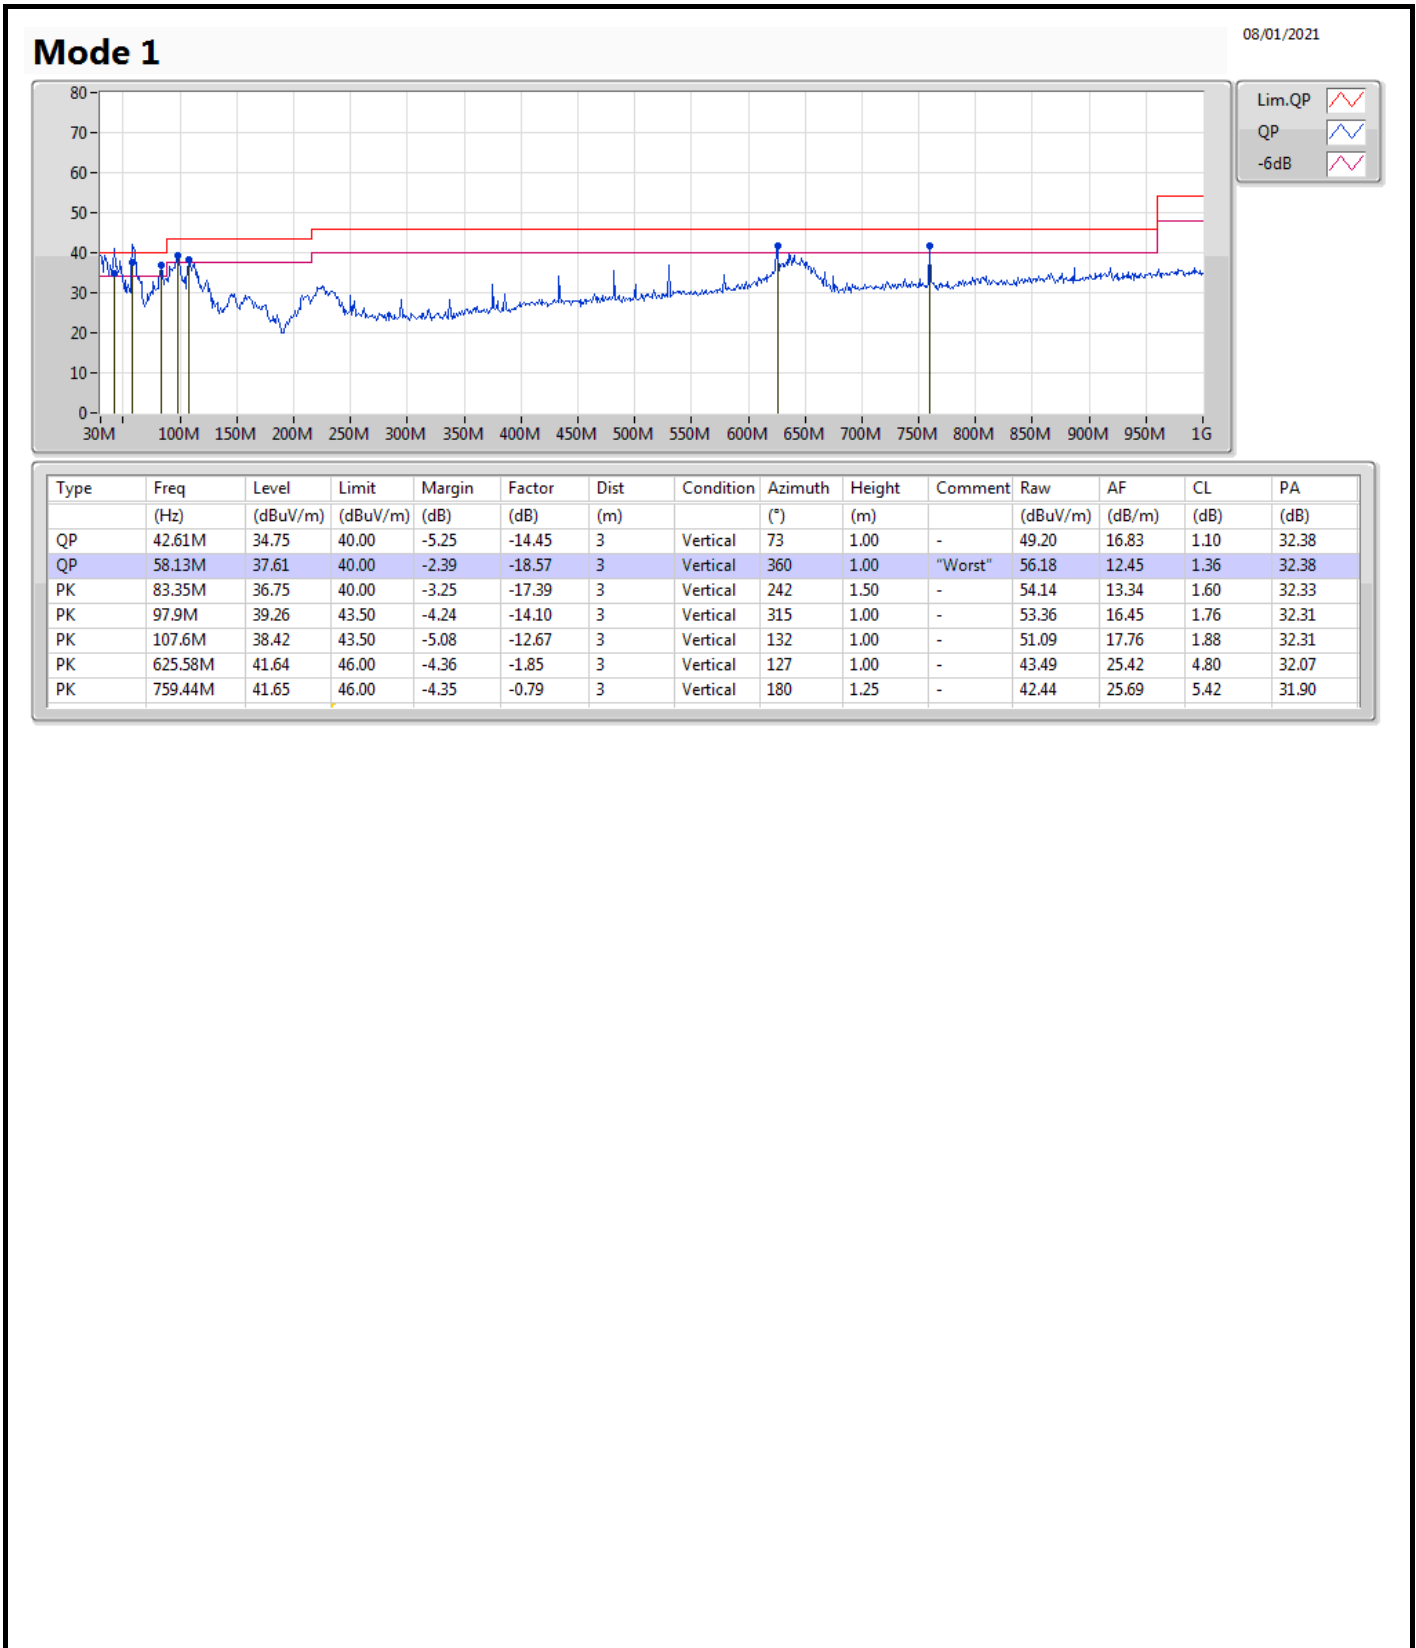 08/01/2021
Mode 1
80
70
60
50
40
30
20
10
0
30M 100M 150M 200M 250M 300M 350M 400M 450M 500M 550M 600M 650M 700M 750M 800M 850M 900M 950M 1G
Lim.QP
QP
-6dB
Type Freq Level Limit Margin Factor Dist Condition Azimuth Height Comment Raw AF CL PA
(Hz) (dBuV/m) (dBuV/m) (dB) (dB) (m) (°) (m) (dBuV/m) (dB/m) (dB) (dB)
QP 42.61M 34.75 40.00 -5.25 -14.45 3 Vertical 73 1.00 - 49.20 16.83 1.10 32.38
QP 58.13M 37.61 40.00 -2.39 -18.57 3 Vertical 360 1.00 "Worst" 56.18 12.45 1.36 32.38
PK 83.35M 36.75 40.00 -3.25 -17.39 3 Vertical 242 1.50 - 54.14 13.34 1.60 32.33
PK 97.9M 39.26 43.50 -4.24 -14.10 3 Vertical 315 1.00 - 53.36 16.45 1.76 32.31
PK 107.6M 38.42 43.50 -5.08 -12.67 3 Vertical 132 1.00 - 51.09 17.76 1.88 32.31
PK 625.58M 41.64 46.00 -4.36 -1.85 3 Vertical 127 1.00 - 43.49 25.42 4.80 32.07
PK 759.44M 41.65 46.00 -4.35 -0.79 3 Vertical 180 1.25 - 42.44 25.69 5.42 31.90